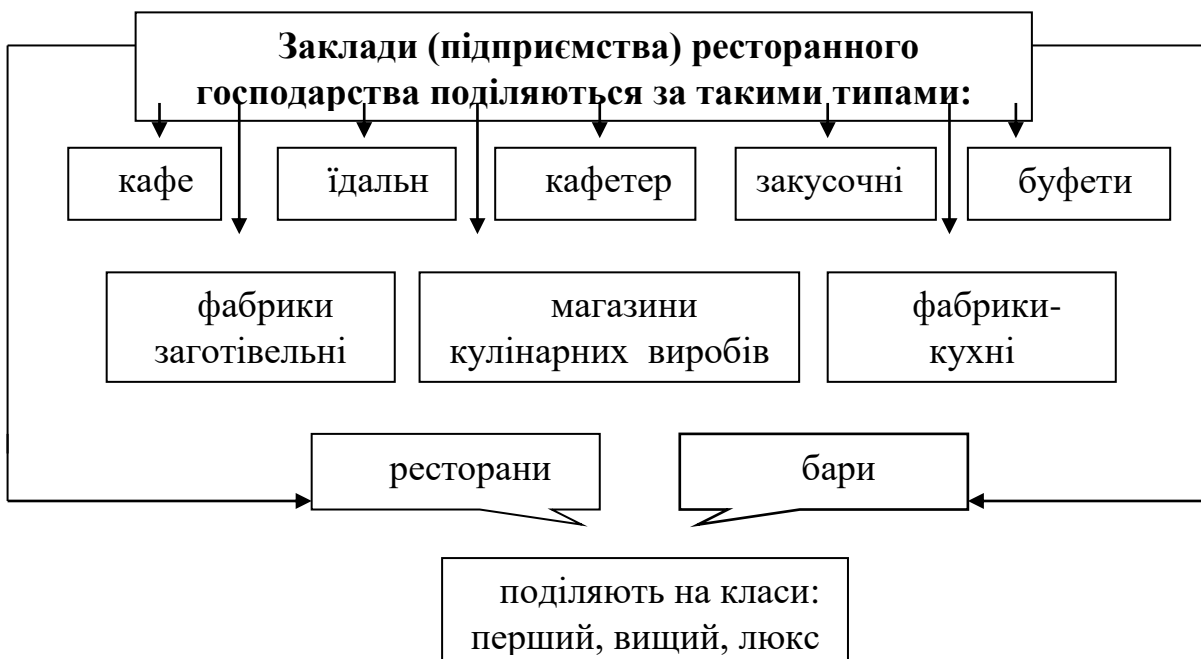 Заклади (підприємства) ресторанного
господарства поділяються за такими типами:
кафе
їдальн
кафетер
закусочні
буфети
фабрики
заготівельні
магазини
кулінарних виробів
фабрики-
кухні
ресторани
бари
поділяють на класи:
перший, вищий, люкс